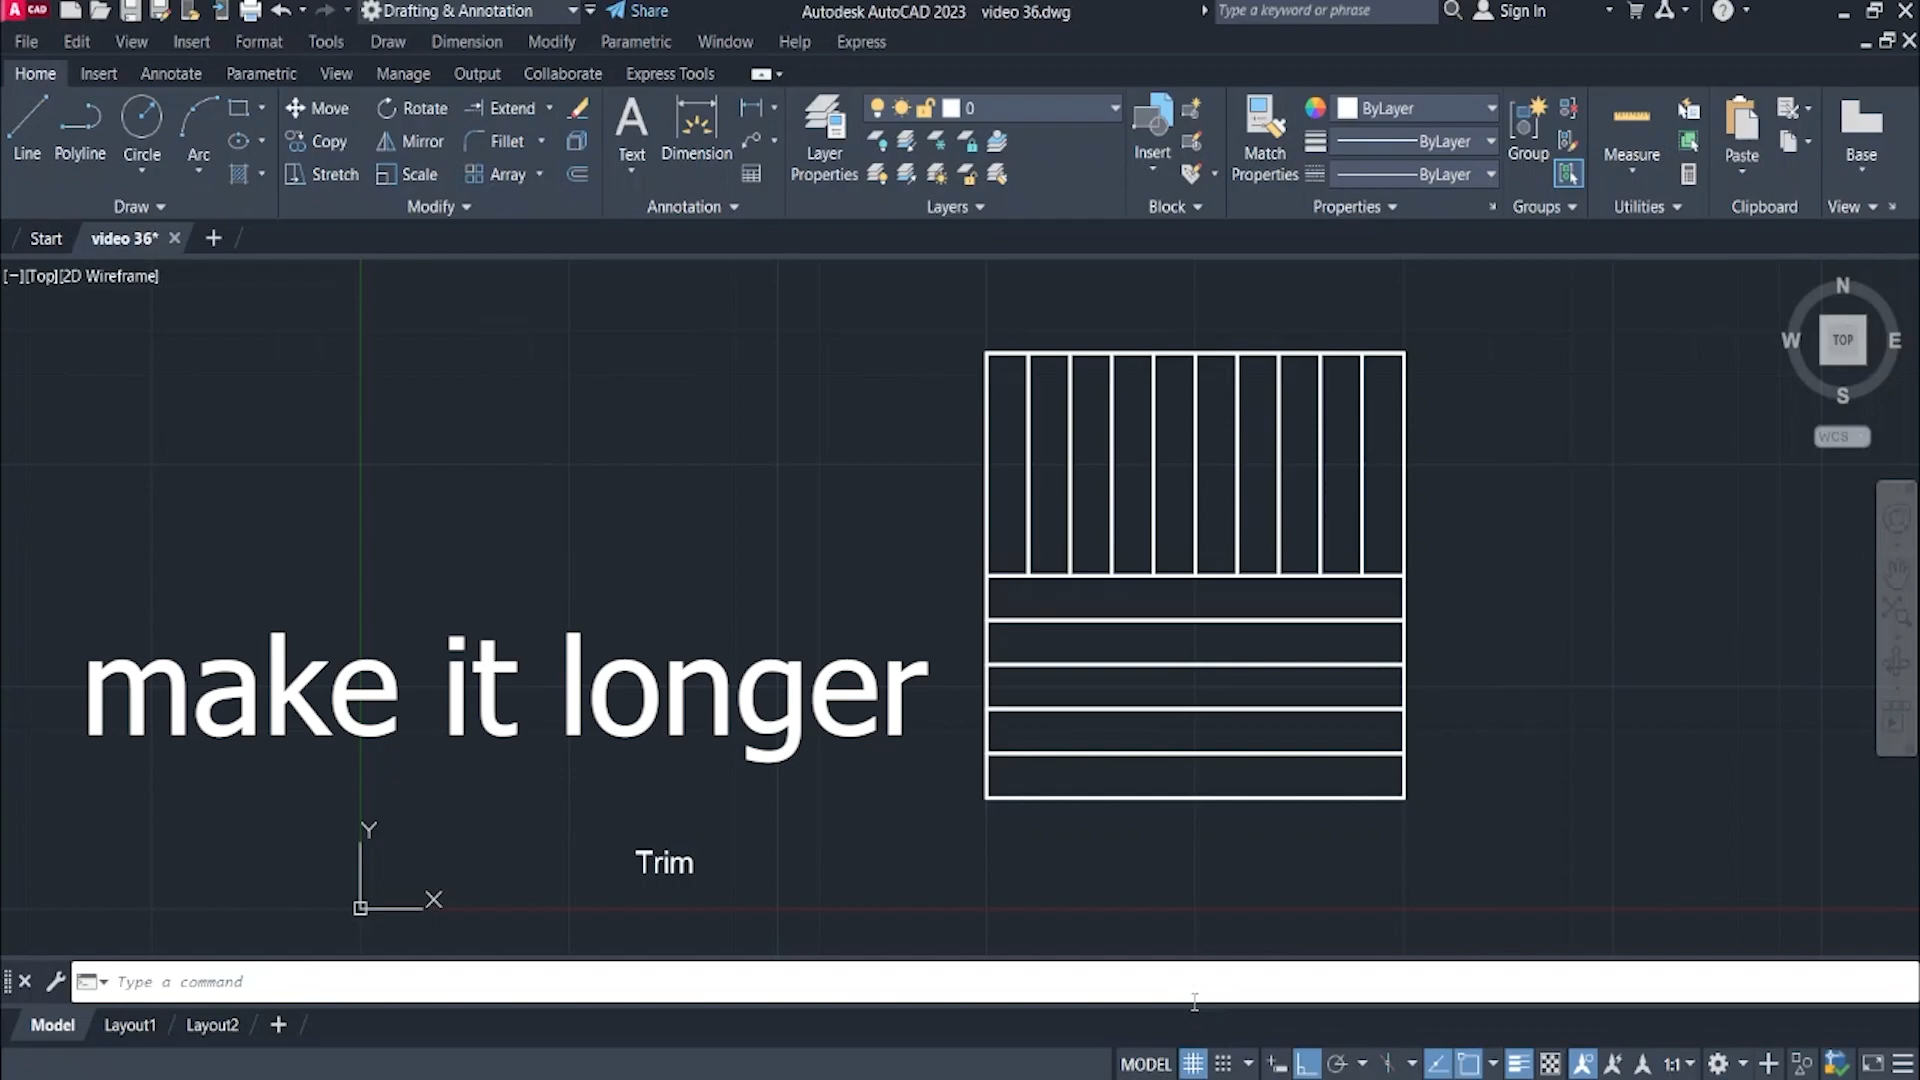 A CAD Drafting & Annotation Share Autodesk AutoCAD 2023 video 36.dwg Type a keyword or phrase Sign In
File Edit View Insert Format Tools Draw Dimension Modify Parametric Window Help Express
Home Insert Annotate Parametric View Manage Output Collaborate Express Tools
Line Polyline Circle Arc
Move Rotate Extend
Copy Mirror Fillet
Stretch Scale Array
Text Dimension
Layer Properties
0
Insert
Match Properties
ByLayer
ByLayer
ByLayer
Group
Measure
Paste
Base
Draw Modify Annotation Layers Block Properties Groups Utilities Clipboard View
Start video 36* +
[−][Top][2D Wireframe]
N
W TOP E
S
WCS
make it longer
Y
Trim
X
Type a command
Model Layout1 Layout2 +
MODEL 1:1